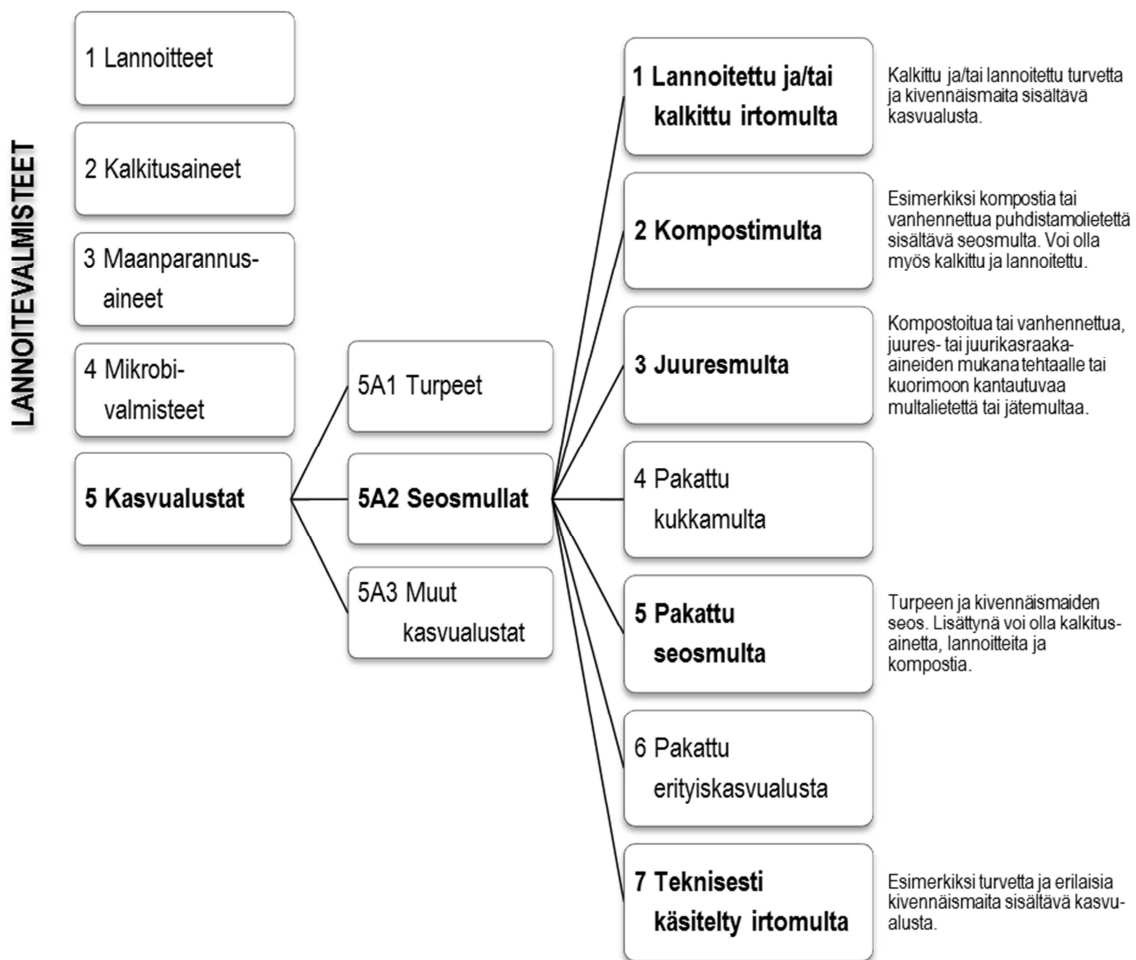 LANNOITEVALMISTEET
1 Lannoitteet
2 Kalkitusaineet
3 Maanparannus-
aineet
4 Mikrobi-
valmisteet
5 Kasvualustat
5A1 Turpeet
5A2 Seosmullat
5A3 Muut
kasvualustat
1 Lannoitettu ja/tai
kalkittu irtomulta
Kalkittu ja/tai lannoitettu turvetta
ja kivennäismaita sisältävä
kasvualusta.
2 Kompostimulta
Esimerkiksi kompostia tai
vanhennettua puhdistamolietettä
sisältävä seosmulta. Voi olla
myös kalkittu ja lannoitettu.
3 Juuresmulta
Kompostoitua tai vanhennettua,
juures- tai juurikasraaka-
aineiden mukana tehtaalle tai
kuorimoon kantautuvaa
multalietettä tai jätemultaa.
4 Pakattu
kukkamulta
5 Pakattu
seosmulta
Turpeen ja kivennäismaiden
seos. Lisättynä voi olla kalkitus-
ainetta, lannoitteita ja
kompostia.
6 Pakattu
erityiskasvualusta
7 Teknisesti
käsitelty irtomulta
Esimerkiksi turvetta ja erilaisia
kivennäismaita sisältävä kasvu-
alusta.